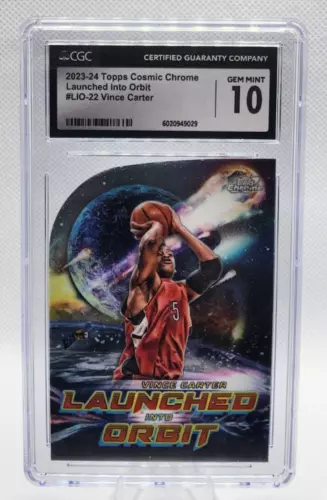 CGC
CERTIFIED GUARANTY COMPANY
2023-24 Topps Cosmic Chrome
Launched Into Orbit
#LIO-22 Vince Carter
GEM MINT
10
6020949029
5
VINCE CARTER
LAUNCHED
INTO
ORBIT